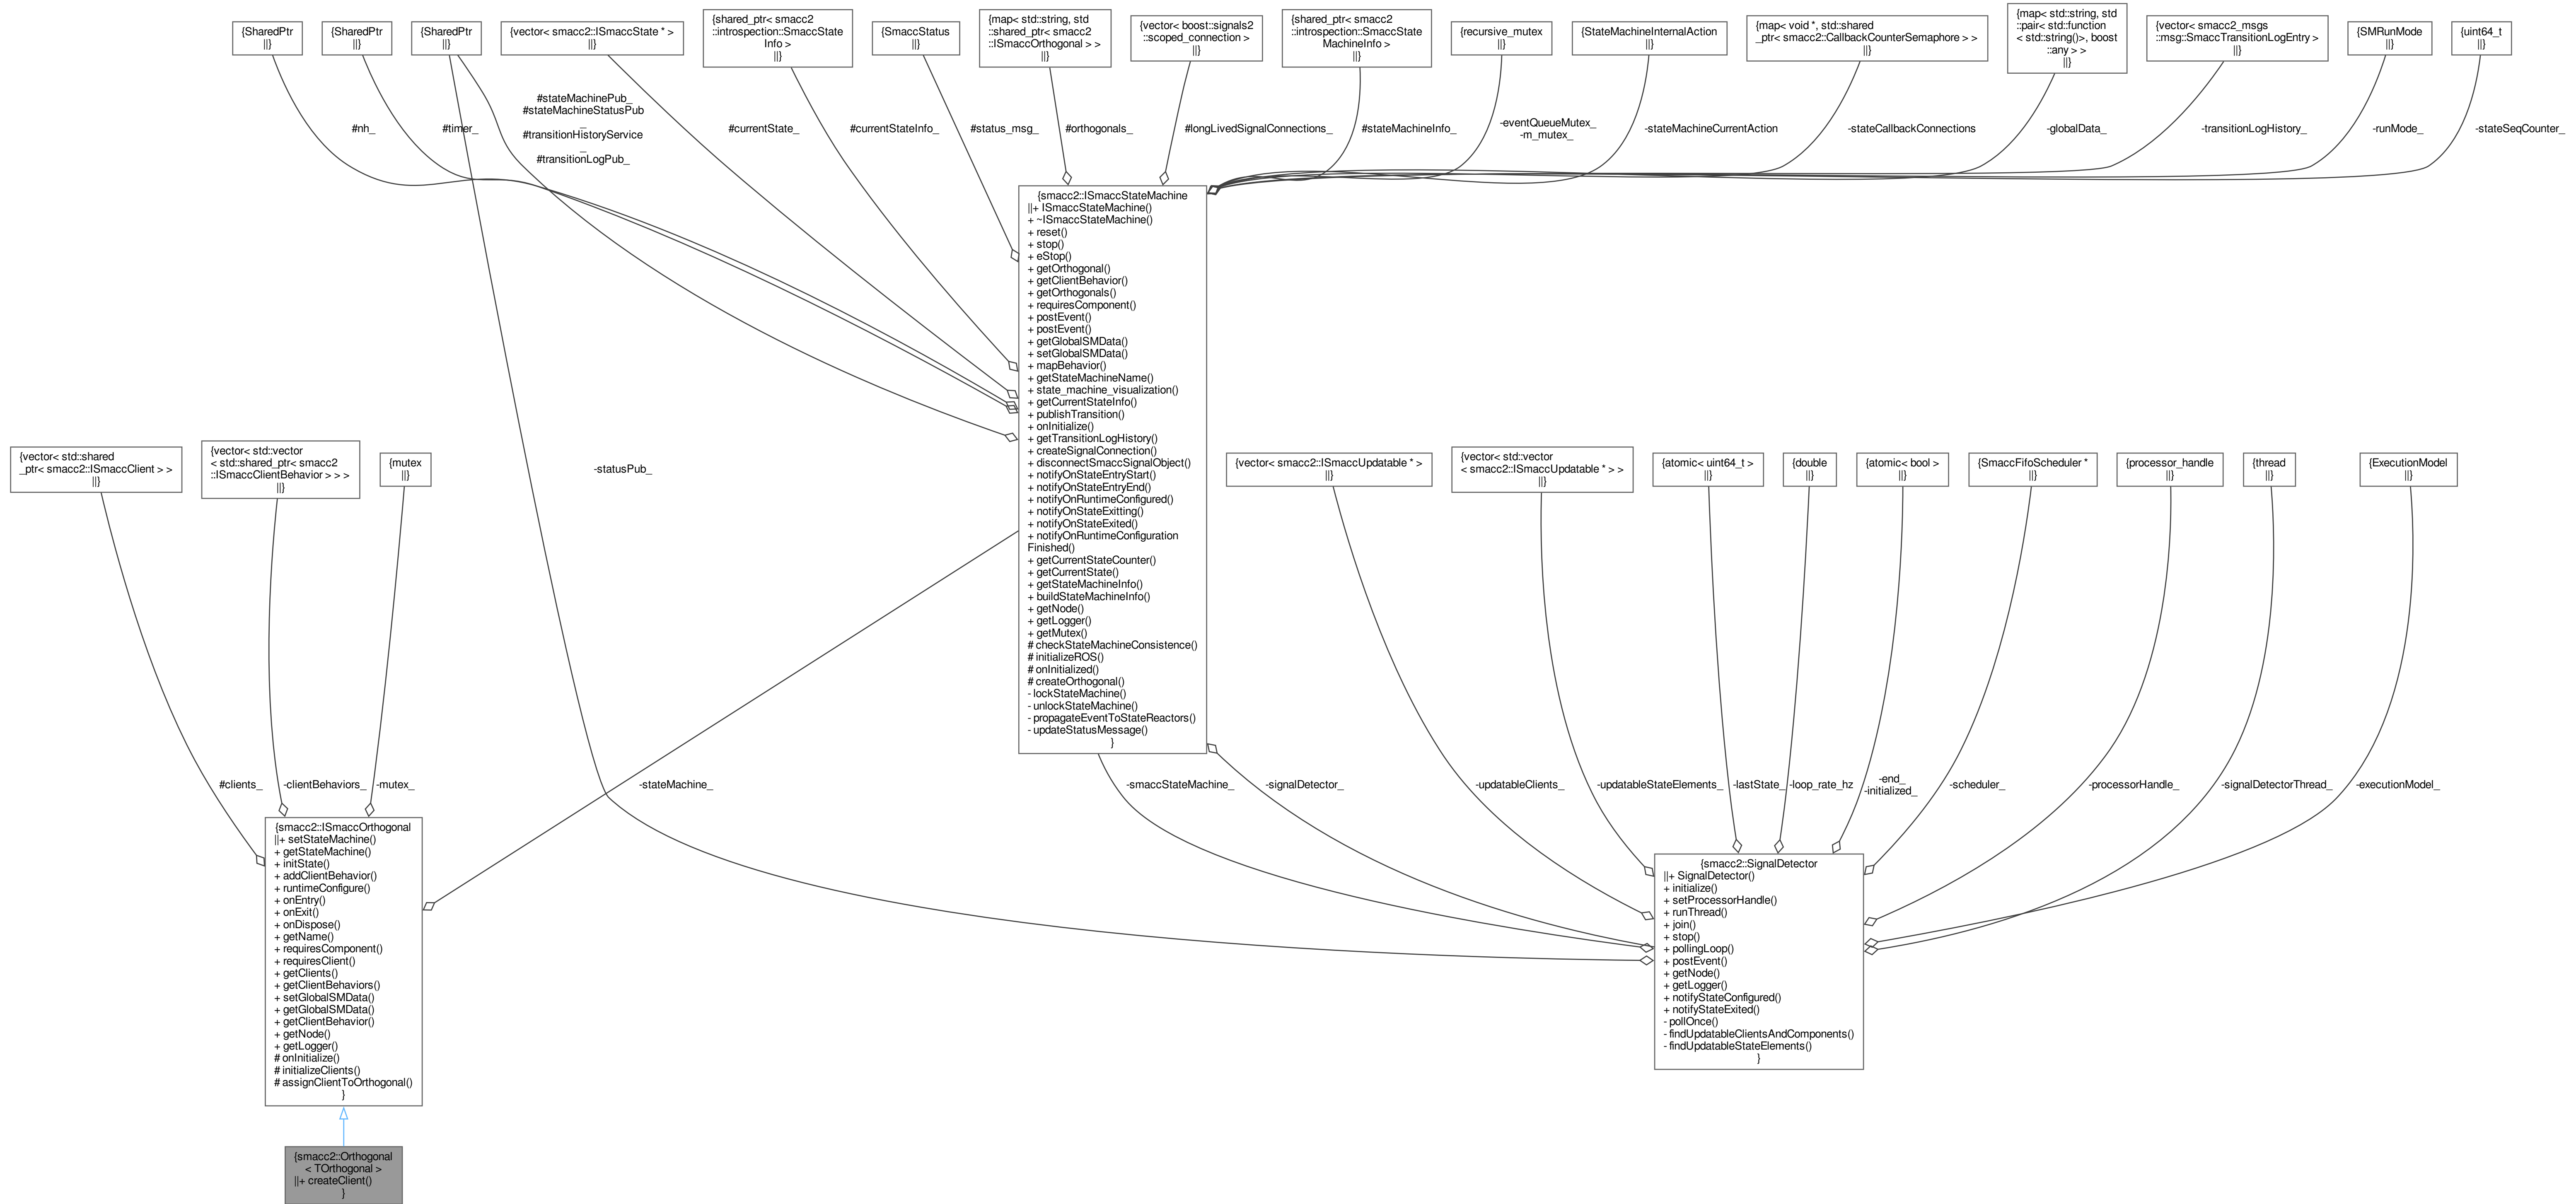 {SharedPtr
||}
{SharedPtr
||}
{SharedPtr
||}
{vector< smacc2::ISmaccState * >
||}
{shared_ptr< smacc2
::introspection::SmaccState
Info >
||}
{SmaccStatus
||}
{map< std::string, std
::shared_ptr< smacc2
::ISmaccOrthogonal > >
||}
{vector< boost::signals2
::scoped_connection >
||}
{shared_ptr< smacc2
::introspection::SmaccState
MachineInfo >
||}
{recursive_mutex
||}
{StateMachineInternalAction
||}
{map< void *, std::shared
_ptr< smacc2::CallbackCounterSemaphore > >
||}
{map< std::string, std
::pair< std::function
< std::string()>, boost
::any > >
||}
{vector< smacc2_msgs
::msg::SmaccTransitionLogEntry >
||}
{SMRunMode
||}
{uint64_t
||}
#nh_
#timer_
#stateMachinePub_
#stateMachineStatusPub
_
#transitionHistoryService
_
#transitionLogPub_
#currentState_
#currentStateInfo_
#status_msg_
#orthogonals_
#longLivedSignalConnections_
#stateMachineInfo_
-eventQueueMutex_
-m_mutex_
-stateMachineCurrentAction
-stateCallbackConnections
-globalData_
-transitionLogHistory_
-runMode_
-stateSeqCounter_
{smacc2::ISmaccStateMachine
||+ ISmaccStateMachine()
+ ~ISmaccStateMachine()
+ reset()
+ stop()
+ eStop()
+ getOrthogonal()
+ getClientBehavior()
+ getOrthogonals()
+ requiresComponent()
+ postEvent()
+ postEvent()
+ getGlobalSMData()
+ setGlobalSMData()
+ mapBehavior()
+ getStateMachineName()
+ state_machine_visualization()
+ getCurrentStateInfo()
+ publishTransition()
+ onInitialize()
+ getTransitionLogHistory()
+ createSignalConnection()
+ disconnectSmaccSignalObject()
+ notifyOnStateEntryStart()
+ notifyOnStateEntryEnd()
+ notifyOnRuntimeConfigured()
+ notifyOnStateExitting()
+ notifyOnStateExited()
+ notifyOnRuntimeConfiguration
Finished()
+ getCurrentStateCounter()
+ getCurrentState()
+ getStateMachineInfo()
+ buildStateMachineInfo()
+ getNode()
+ getLogger()
+ getMutex()
# checkStateMachineConsistence()
# initializeROS()
# onInitialized()
# createOrthogonal()
- lockStateMachine()
- unlockStateMachine()
- propagateEventToStateReactors()
- updateStatusMessage()
}
{vector< std::shared
_ptr< smacc2::ISmaccClient > >
||}
{vector< std::vector
< std::shared_ptr< smacc2
::ISmaccClientBehavior > > >
||}
{mutex
||}
-statusPub_
{vector< smacc2::ISmaccUpdatable * >
||}
{vector< std::vector
< smacc2::ISmaccUpdatable * > >
||}
{atomic< uint64_t >
||}
{double
||}
{atomic< bool >
||}
{SmaccFifoScheduler *
||}
{processor_handle
||}
{thread
||}
{ExecutionModel
||}
#clients_
-clientBehaviors_
-mutex_
-stateMachine_
-smaccStateMachine_
-signalDetector_
-updatableClients_
-updatableStateElements_
-lastState_
-loop_rate_hz
-end_
-initialized_
-scheduler_
-processorHandle_
-signalDetectorThread_
-executionModel_
{smacc2::ISmaccOrthogonal
||+ setStateMachine()
+ getStateMachine()
+ initState()
+ addClientBehavior()
+ runtimeConfigure()
+ onEntry()
+ onExit()
+ onDispose()
+ getName()
+ requiresComponent()
+ requiresClient()
+ getClients()
+ getClientBehaviors()
+ setGlobalSMData()
+ getGlobalSMData()
+ getClientBehavior()
+ getNode()
+ getLogger()
# onInitialize()
# initializeClients()
# assignClientToOrthogonal()
}
{smacc2::SignalDetector
||+ SignalDetector()
+ initialize()
+ setProcessorHandle()
+ runThread()
+ join()
+ stop()
+ pollingLoop()
+ postEvent()
+ getNode()
+ getLogger()
+ notifyStateConfigured()
+ notifyStateExited()
- pollOnce()
- findUpdatableClientsAndComponents()
- findUpdatableStateElements()
}
{smacc2::Orthogonal
< TOrthogonal >
||+ createClient()
}